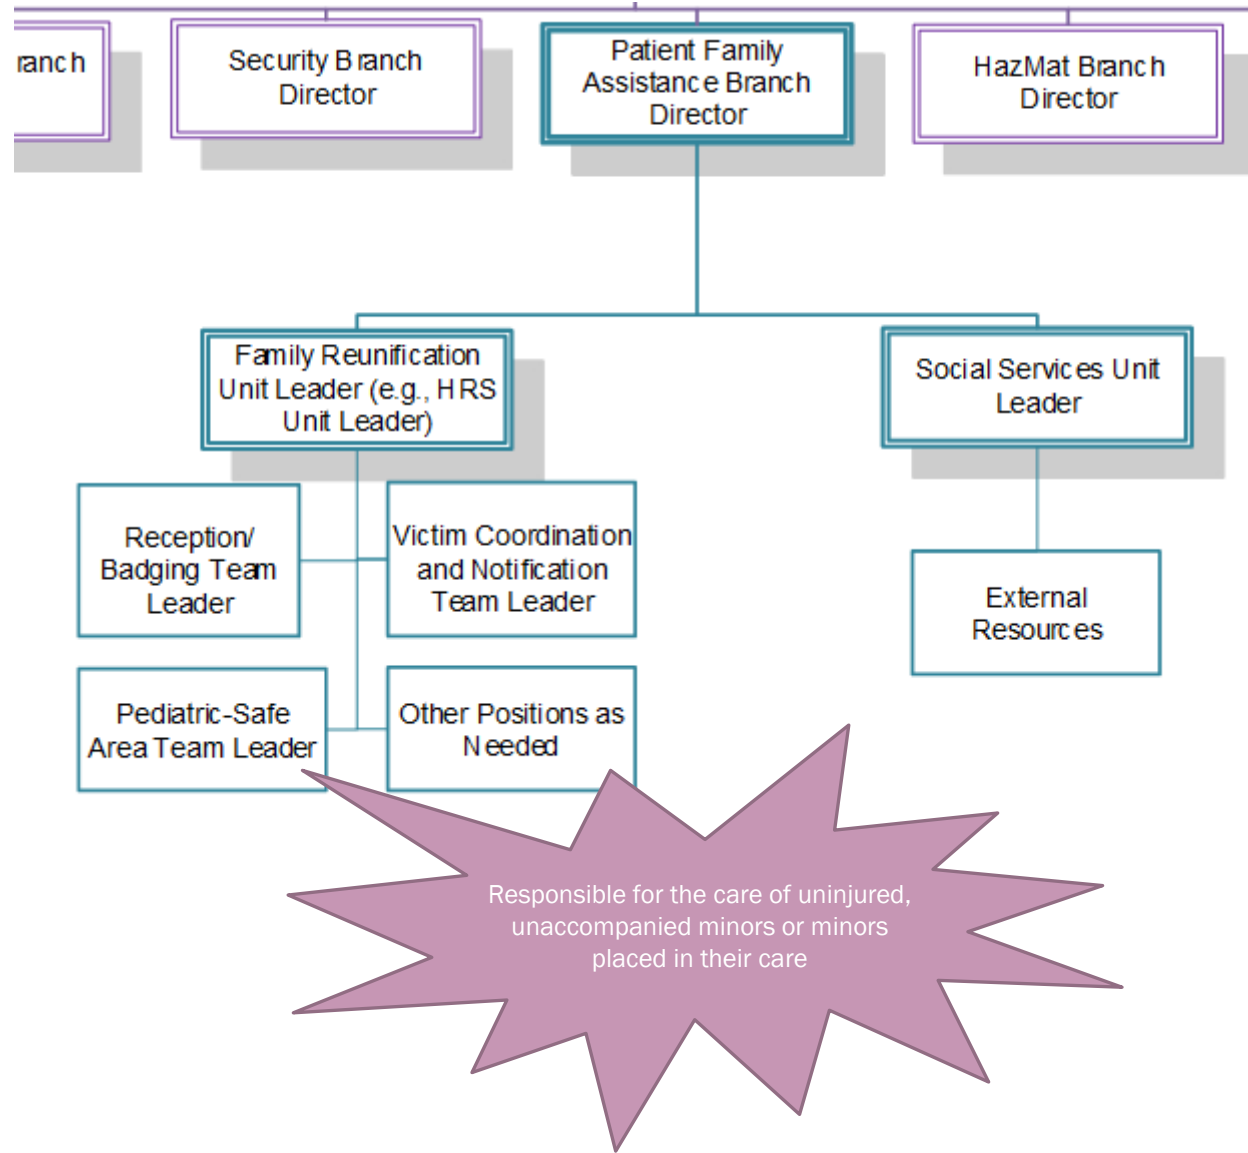 ranch
Security Branch
Director
Patient Family
Assistance Branch
Director
HazMat Branch
Director
Family Reunification
Unit Leader (e.g., HRS
Unit Leader)
Social Services Unit
Leader
Reception/
Badging Team
Leader
Victim Coordination
and Notification
Team Leader
External
Resources
Pediatric-Safe
Area Team Leader
Other Positions as
Needed
Responsible for the care of uninjured,
unaccompanied minors or minors
placed in their care